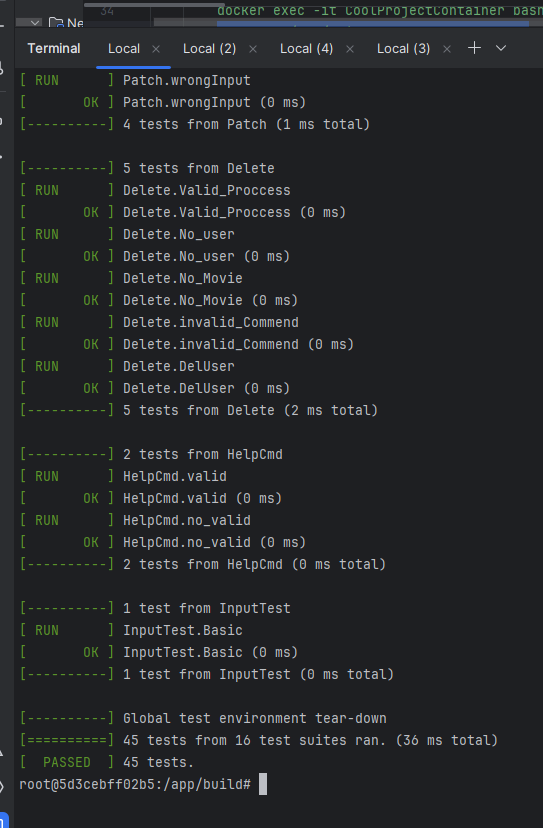 34 docker exec -it CoolProjectContainer bash
Ne
Terminal Local × Local (2) × Local (4) × Local (3) × +
[ RUN      ] Patch.wrongInput
[       OK ] Patch.wrongInput (0 ms)
[----------] 4 tests from Patch (1 ms total)
[----------] 5 tests from Delete
[ RUN      ] Delete.Valid_Proccess
[       OK ] Delete.Valid_Proccess (0 ms)
[ RUN      ] Delete.No_user
[       OK ] Delete.No_user (0 ms)
[ RUN      ] Delete.No_Movie
[       OK ] Delete.No_Movie (0 ms)
[ RUN      ] Delete.invalid_Commend
[       OK ] Delete.invalid_Commend (0 ms)
[ RUN      ] Delete.DelUser
[       OK ] Delete.DelUser (0 ms)
[----------] 5 tests from Delete (2 ms total)
[----------] 2 tests from HelpCmd
[ RUN      ] HelpCmd.valid
[       OK ] HelpCmd.valid (0 ms)
[ RUN      ] HelpCmd.no_valid
[       OK ] HelpCmd.no_valid (0 ms)
[----------] 2 tests from HelpCmd (0 ms total)
[----------] 1 test from InputTest
[ RUN      ] InputTest.Basic
[       OK ] InputTest.Basic (0 ms)
[----------] 1 test from InputTest (0 ms total)
[----------] Global test environment tear-down
[==========] 45 tests from 16 test suites ran. (36 ms total)
[  PASSED  ] 45 tests.
root@5d3cebff02b5:/app/build#